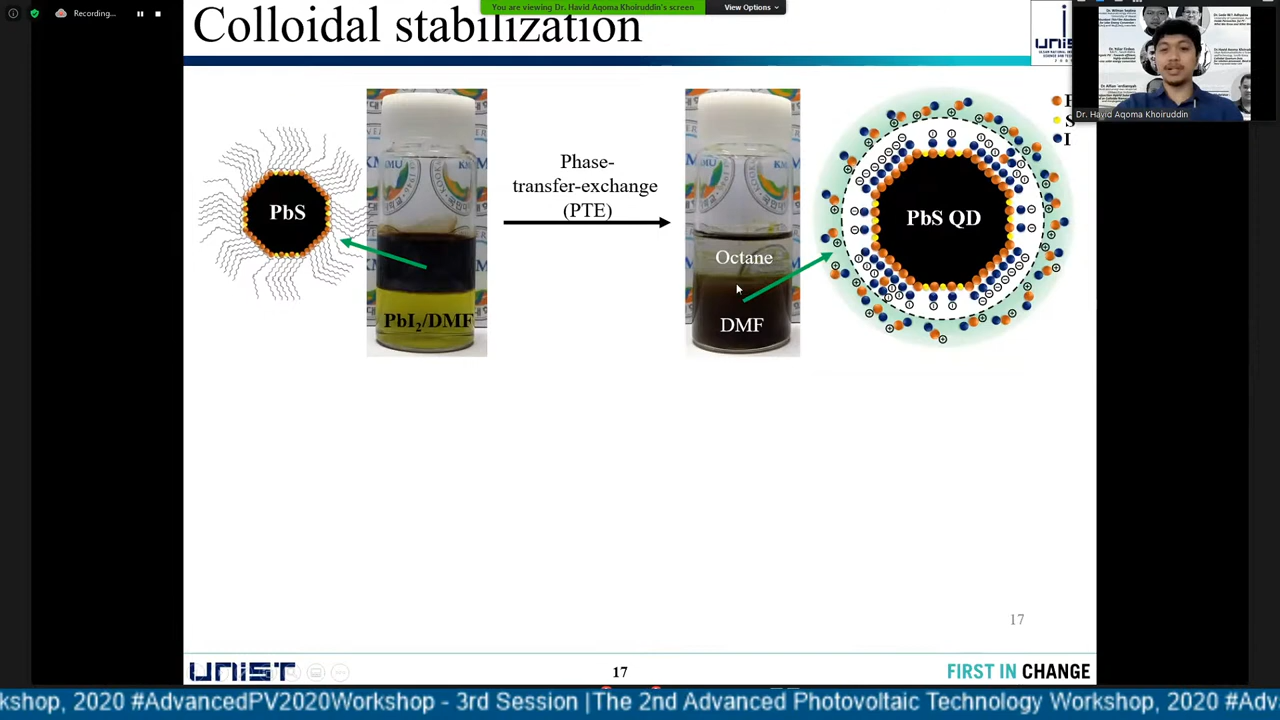 You are viewing Dr. Havid Aqoma Khoiruddin's screen
View Options
Recording...
Colloidal stabilization
Dr. Havid Aqoma Khoiruddin
PbS
PbI₂/DMF
Phase-
transfer-exchange
(PTE)
Octane
DMF
PbS QD
I
17
UNIST
17
FIRST IN CHANGE
kshop, 2020 #AdvancedPV2020Workshop - 3rd Session |The 2nd Advanced Photovoltaic Technology Workshop, 2020 #Adv